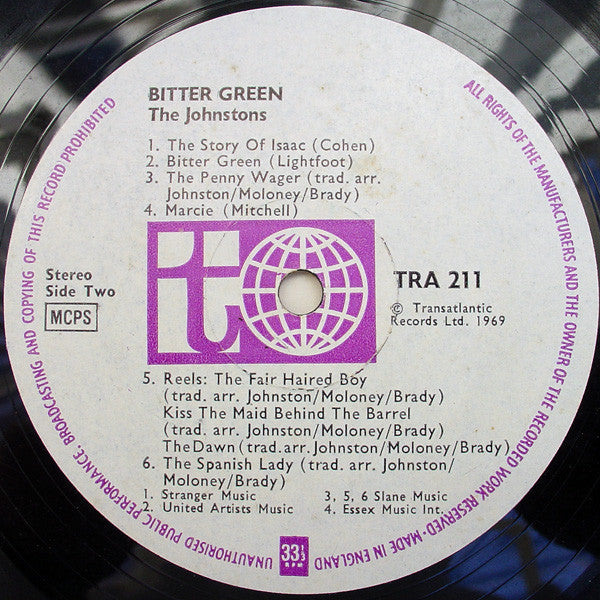 BITTER GREEN
The Johnstons
1. The Story Of Isaac (Cohen)
2. Bitter Green (Lightfoot)
3. The Penny Wager (trad. arr.
Johnston/Moloney/Brady)
4. Marcie (Mitchell)
Stereo
Side Two
MCPS
it
TRA 211
© Transatlantic
Records Ltd. 1969
5. Reels: The Fair Haired Boy
(trad. arr. Johnston/Moloney/Brady)
Kiss The Maid Behind The Barrel
(trad. arr. Johnston/Moloney/Brady)
The Dawn (trad. arr. Johnston/Moloney/Brady)
6. The Spanish Lady (trad. arr. Johnston/
Moloney/Brady)
1. Stranger Music 3, 5, 6 Slane Music
2. United Artists Music 4. Essex Music Int.
33⅓
RPM
ALL RIGHTS OF THE MANUFACTURERS AND THE OWNER OF THE RECORDED WORK RESERVED · MADE IN ENGLAND
UNAUTHORISED PUBLIC PERFORMANCE, BROADCASTING AND COPYING OF THIS RECORD PROHIBITED